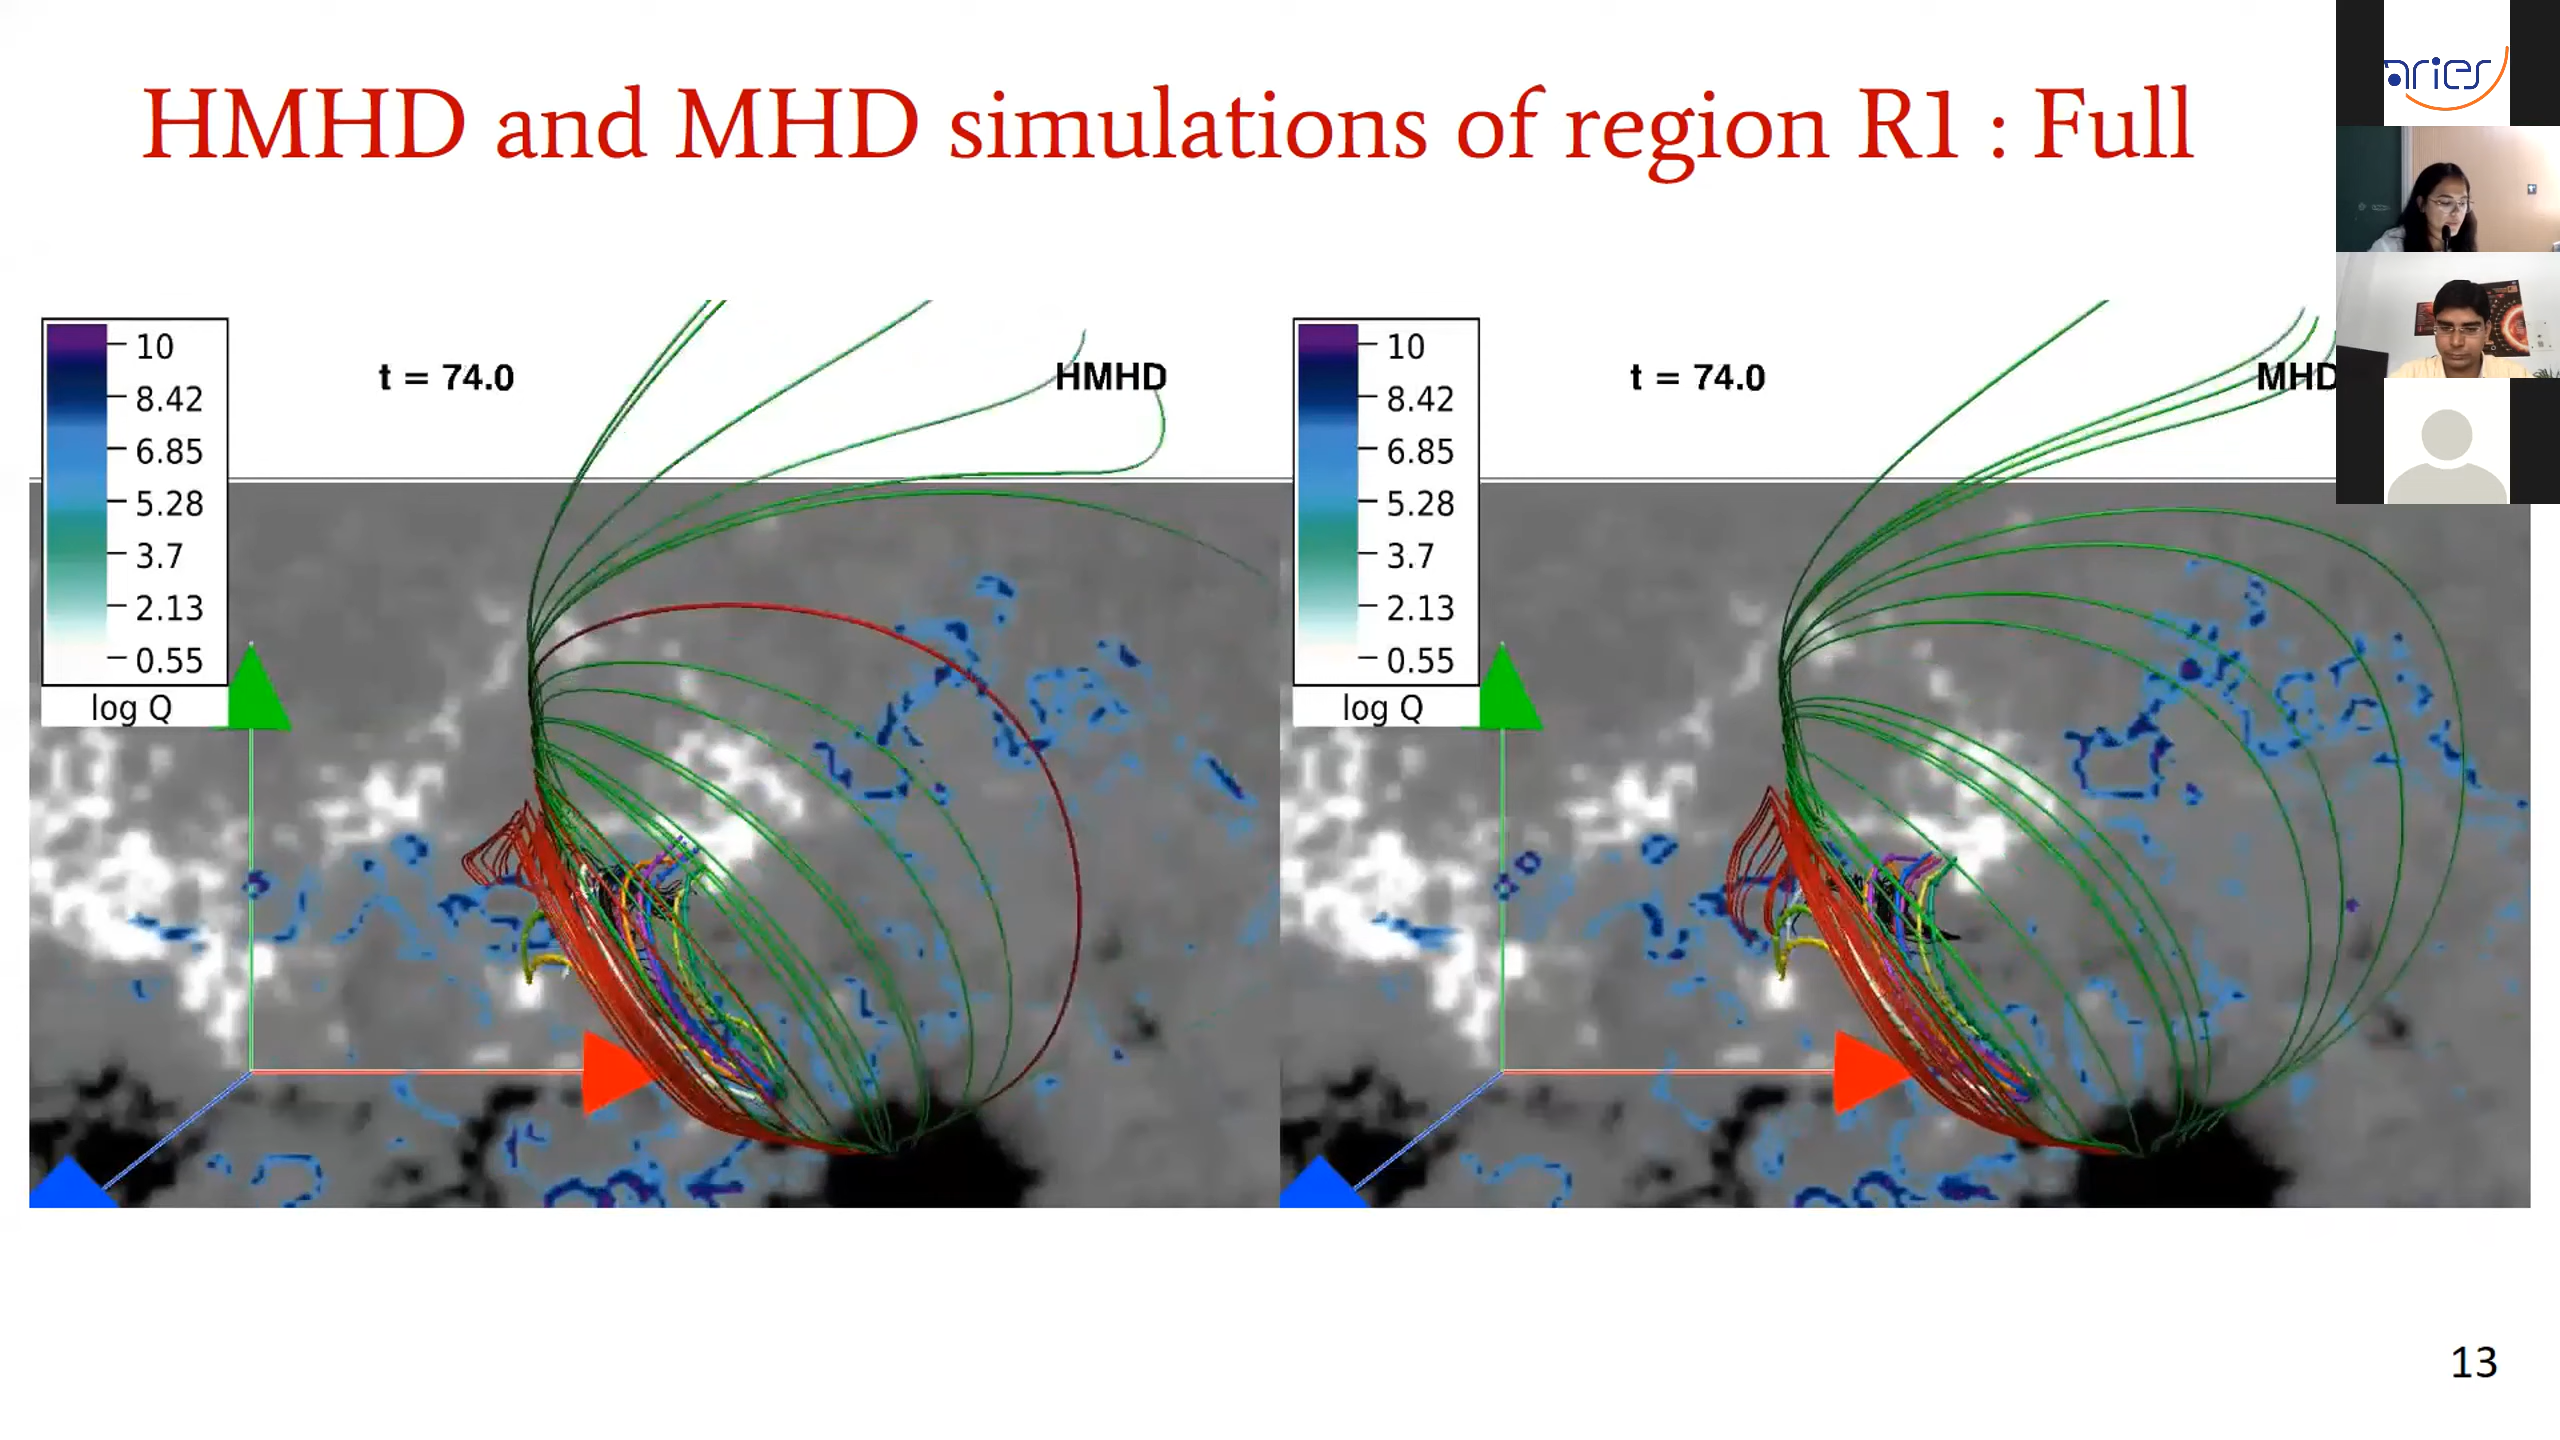 HMHD and MHD simulations of region R1 : Full
aries
10
8.42
6.85
5.28
3.7
2.13
0.55
log Q
t = 74.0
HMHD
10
8.42
6.85
5.28
3.7
2.13
0.55
log Q
t = 74.0
MHD
13